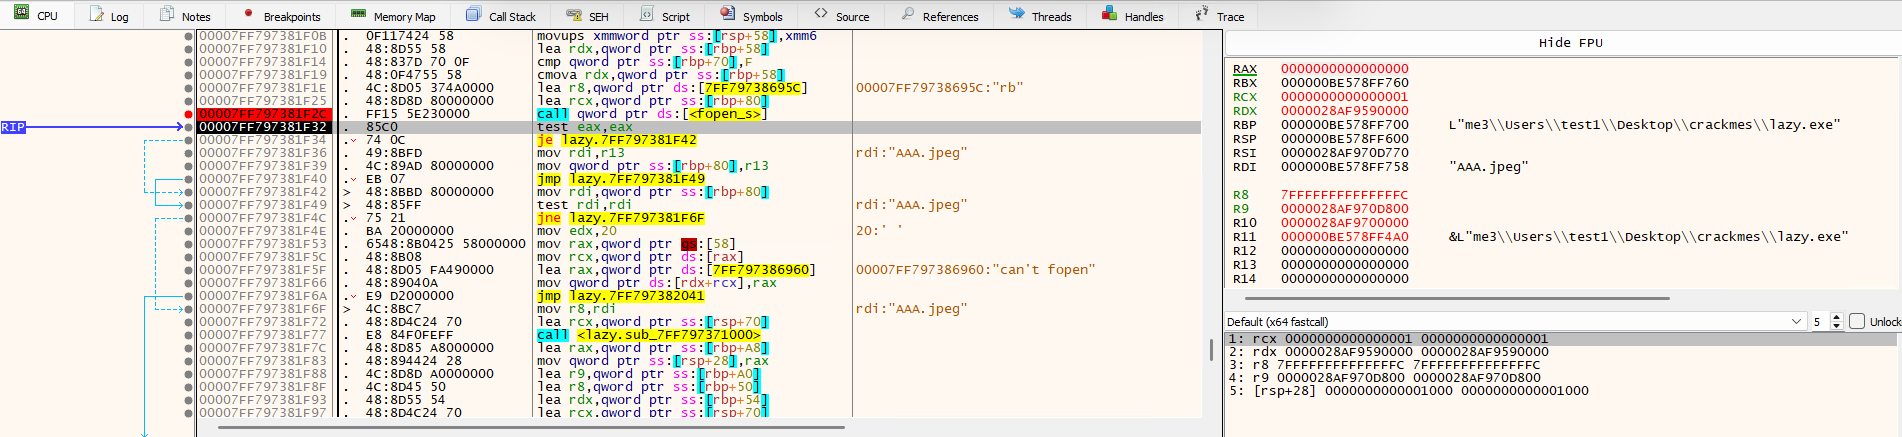 CPU Log Notes Breakpoints Memory Map Call Stack SEH Script Symbols Source References Threads Handles Trace
00007FF797381F0B . 0F117424 58 movups xmmword ptr ss:[rsp+58],xmm6
00007FF797381F10 . 48:8D55 58 lea rdx,qword ptr ss:[rbp+58]
00007FF797381F14 . 48:837D 70 0F cmp qword ptr ss:[rbp+70],F
00007FF797381F19 . 48:0F4755 58 cmova rdx,qword ptr ss:[rbp+58]
00007FF797381F1E . 4C:8D05 374A0000 lea r8,qword ptr ds:[7FF79738695C] 00007FF79738695C:"rb"
00007FF797381F25 . 48:8D8D 80000000 lea rcx,qword ptr ss:[rbp+80]
00007FF797381F2C . FF15 5E230000 call qword ptr ds:[<fopen_s>]
RIP 00007FF797381F32 . 85C0 test eax,eax
00007FF797381F34 . 74 0C je lazy.7FF797381F42
00007FF797381F36 . 49:8BFD mov rdi,r13 rdi:"AAA.jpeg"
00007FF797381F39 . 4C:89AD 80000000 mov qword ptr ss:[rbp+80],r13
00007FF797381F40 . EB 07 jmp lazy.7FF797381F49
00007FF797381F42 > 48:8BBD 80000000 mov rdi,qword ptr ss:[rbp+80]
00007FF797381F49 > 48:85FF test rdi,rdi rdi:"AAA.jpeg"
00007FF797381F4C . 75 21 jne lazy.7FF797381F6F
00007FF797381F4E . BA 20000000 mov edx,20 20:' '
00007FF797381F53 . 6548:8B0425 58000000 mov rax,qword ptr gs:[58]
00007FF797381F5C . 48:8B08 mov rcx,qword ptr ds:[rax]
00007FF797381F5F . 48:8D05 FA490000 lea rax,qword ptr ds:[7FF797386960] 00007FF797386960:"can't fopen"
00007FF797381F66 . 48:89040A mov qword ptr ds:[rdx+rcx],rax
00007FF797381F6A . E9 D2000000 jmp lazy.7FF797382041
00007FF797381F6F > 4C:8BC7 mov r8,rdi rdi:"AAA.jpeg"
00007FF797381F72 . 48:8D4C24 70 lea rcx,qword ptr ss:[rsp+70]
00007FF797381F77 . E8 84F0FEFF call <lazy.sub_7FF797371000>
00007FF797381F7C . 48:8D85 A8000000 lea rax,qword ptr ss:[rbp+A8]
00007FF797381F83 . 48:894424 28 mov qword ptr ss:[rsp+28],rax
00007FF797381F88 . 4C:8D8D A0000000 lea r9,qword ptr ss:[rbp+A0]
00007FF797381F8F . 4C:8D45 50 lea r8,qword ptr ss:[rbp+50]
00007FF797381F93 . 48:8D55 54 lea rdx,qword ptr ss:[rbp+54]
00007FF797381F97 . 48:8D4C24 70 lea rcx,qword ptr ss:[rsp+70]
Hide FPU
RAX 0000000000000000
RBX 000000BE578FF760
RCX 0000000000000001
RDX 0000028AF9590000
RBP 000000BE578FF700 L"me3\\Users\\test1\\Desktop\\crackmes\\lazy.exe"
RSP 000000BE578FF600
RSI 0000028AF970D770
RDI 000000BE578FF758 "AAA.jpeg"
R8 7FFFFFFFFFFFFFFC
R9 0000028AF970D800
R10 0000028AF9700000
R11 000000BE578FF4A0 &L"me3\\Users\\test1\\Desktop\\crackmes\\lazy.exe"
R12 0000000000000000
R13 0000000000000000
R14 0000000000000000
Default (x64 fastcall) 5 Unlock
1: rcx 0000000000000001 0000000000000001
2: rdx 0000028AF9590000 0000028AF9590000
3: r8 7FFFFFFFFFFFFFFC 7FFFFFFFFFFFFFFC
4: r9 0000028AF970D800 0000028AF970D800
5: [rsp+28] 0000000000001000 0000000000001000